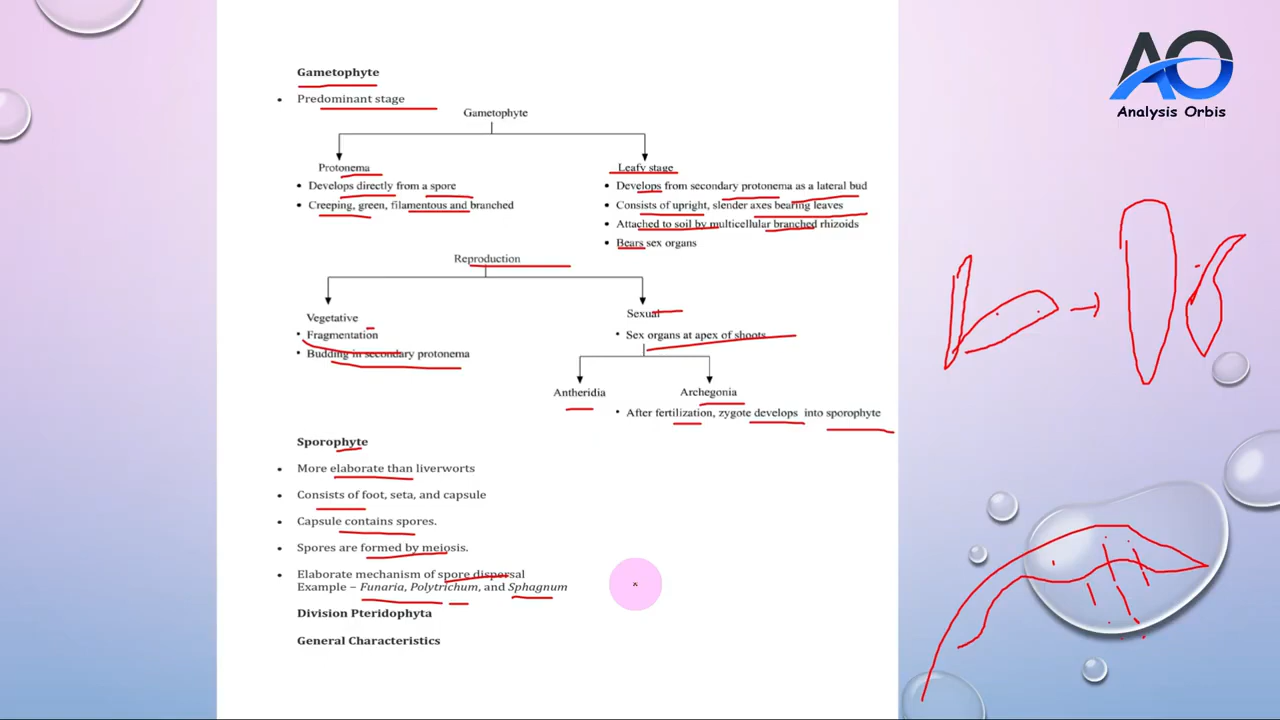 AO
Analysis Orbis
Gametophyte
• Predominant stage
Gametophyte
Protonema
• Develops directly from a spore
• Creeping, green, filamentous and branched
Leafy stage
• Develops from secondary protonema as a lateral bud
• Consists of upright, slender axes bearing leaves
• Attached to soil by multicellular branched rhizoids
• Bears sex organs
Reproduction
Vegetative
• Fragmentation
• Budding in secondary protonema
Sexual
• Sex organs at apex of shoots
Antheridia
Archegonia
• After fertilization, zygote develops into sporophyte
Sporophyte
• More elaborate than liverworts
• Consists of foot, seta, and capsule
• Capsule contains spores.
• Spores are formed by meiosis.
• Elaborate mechanism of spore dispersal
Example – Funaria, Polytrichum, and Sphagnum
Division Pteridophyta
General Characteristics